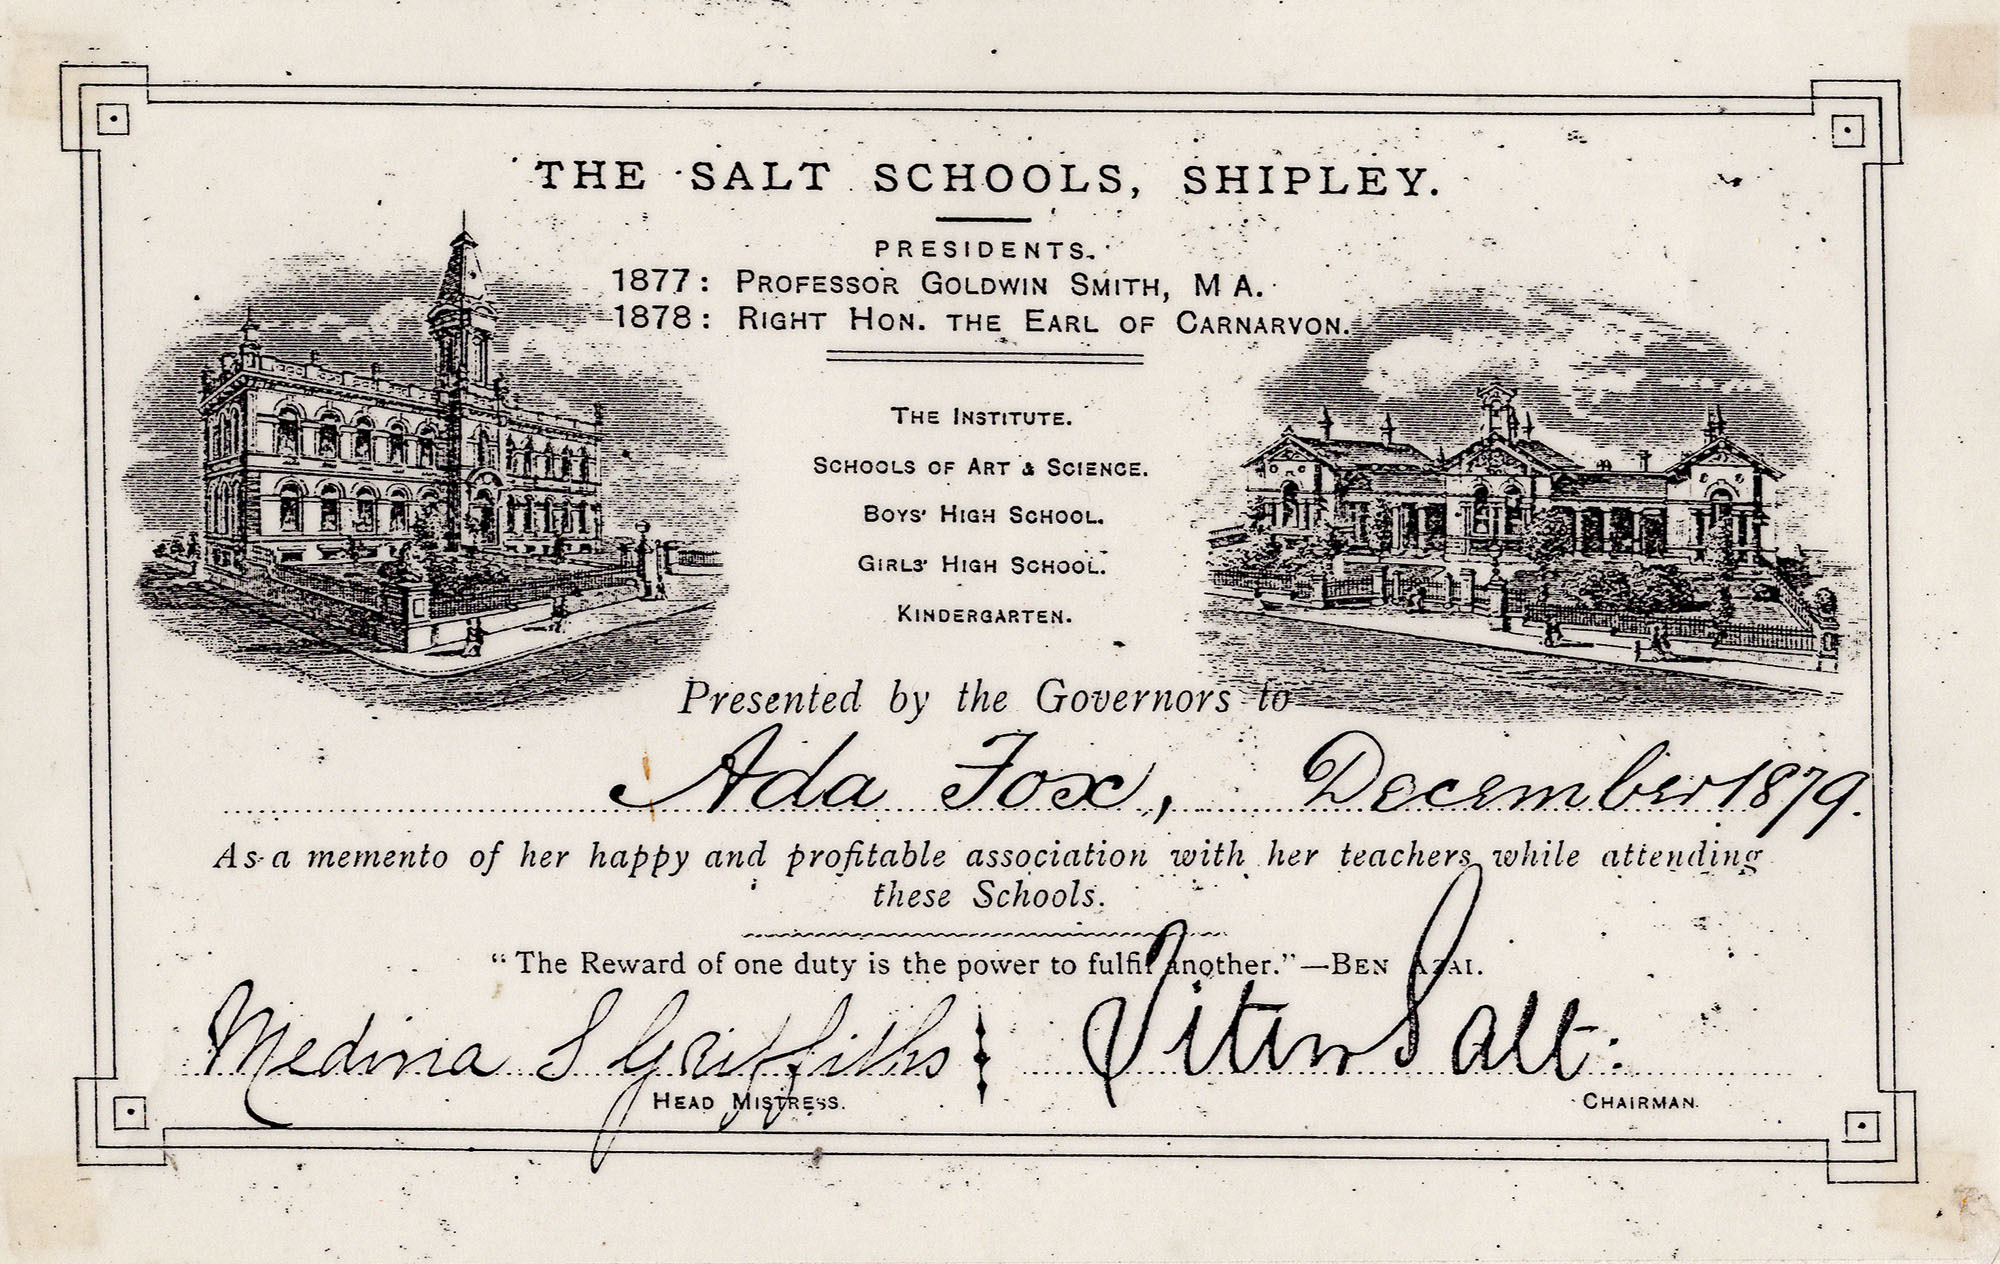 THE SALT SCHOOLS, SHIPLEY.
PRESIDENTS.
1877: PROFESSOR GOLDWIN SMITH, M A.
1878: RIGHT HON. THE EARL OF CARNARVON.
THE INSTITUTE.
SCHOOLS OF ART & SCIENCE.
BOYS' HIGH SCHOOL.
GIRLS' HIGH SCHOOL.
KINDERGARTEN.
Presented by the Governors to
Ada Fox, December 1879.
As a memento of her happy and profitable association with her teachers while attending
these Schools.
"The Reward of one duty is the power to fulfil another."—BEN AZAI.
Medina S Griffiths
Titus Salt:
HEAD MISTRESS.
CHAIRMAN.